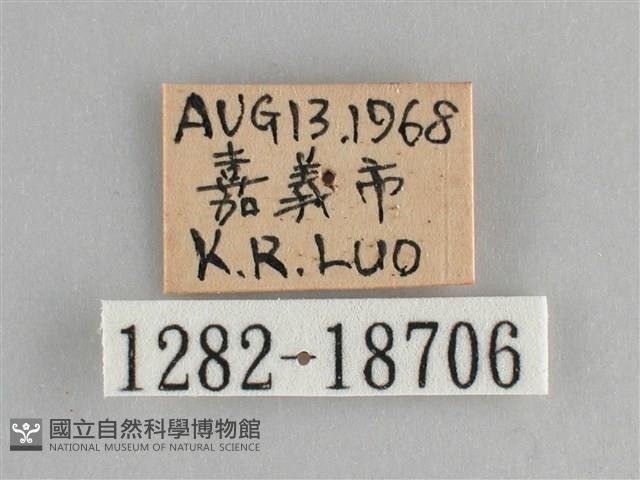 AUG13.1968
嘉義市
K.R.LUO
1282-18706
國立自然科學博物館
NATIONAL MUSEUM OF NATURAL SCIENCE